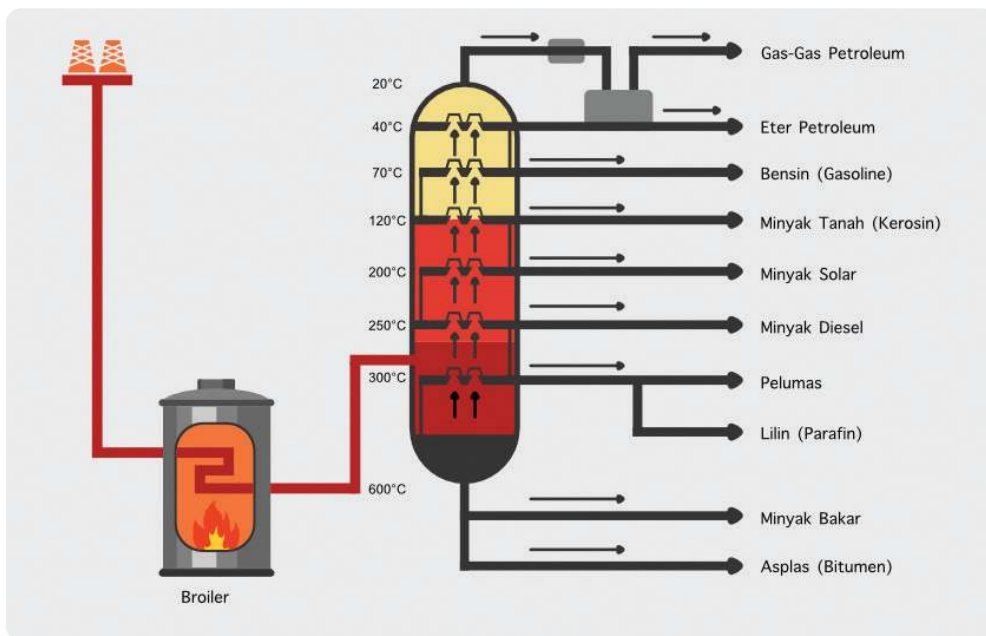 Gas-Gas Petroleum
20°C
40°C
Eter Petroleum
70°C
Bensin (Gasoline)
120°C
Minyak Tanah (Kerosin)
200°C
Minyak Solar
250°C
Minyak Diesel
300°C
Pelumas
Lilin (Parafin)
600°C
Minyak Bakar
Asplas (Bitumen)
Broiler